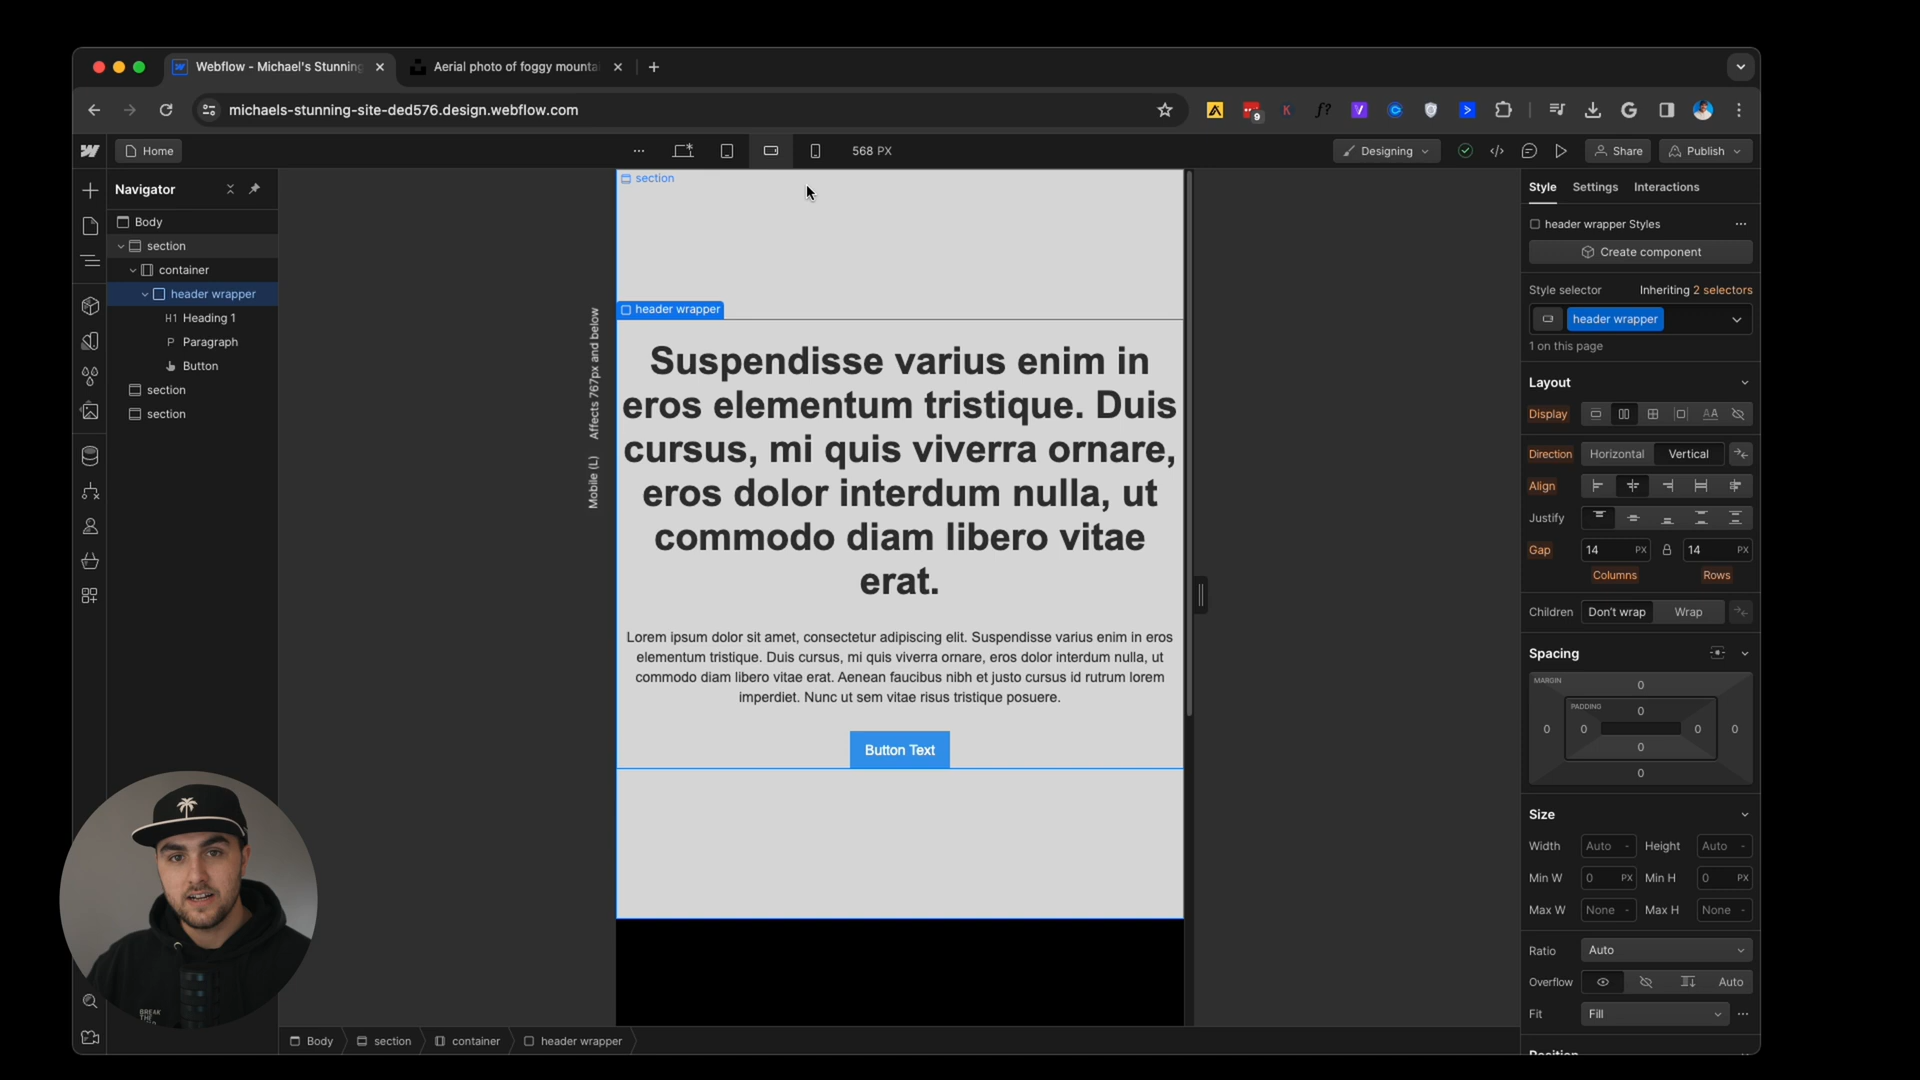 Webflow - Michael's Stunning
Aerial photo of foggy mounta
michaels-stunning-site-ded576.design.webflow.com
9
Home
568 PX
Designing
Share
Publish
Navigator
Body
section
container
header wrapper
H1 Heading 1
P Paragraph
Button
section
section
Affects 767px and below
Mobile (L)
section
header wrapper
Suspendisse varius enim in
eros elementum tristique. Duis
cursus, mi quis viverra ornare,
eros dolor interdum nulla, ut
commodo diam libero vitae
erat.
Lorem ipsum dolor sit amet, consectetur adipiscing elit. Suspendisse varius enim in eros
elementum tristique. Duis cursus, mi quis viverra ornare, eros dolor interdum nulla, ut
commodo diam libero vitae erat. Aenean faucibus nibh et justo cursus id rutrum lorem
imperdiet. Nunc ut sem vitae risus tristique posuere.
Button Text
Style Settings Interactions
header wrapper Styles
Create component
Style selector Inheriting 2 selectors
header wrapper
1 on this page
Layout
Display
Direction Horizontal Vertical
Align
Justify
Gap 14 PX 14 PX
Columns Rows
Children Don't wrap Wrap
Spacing
MARGIN
0
PADDING
0
0 0 0 0
0
0
Size
Width Auto - Height Auto -
Min W 0 PX Min H 0 PX
Max W None - Max H None -
Ratio Auto
Overflow Auto
Fit Fill
Position
BREAK
THE
Body section container header wrapper